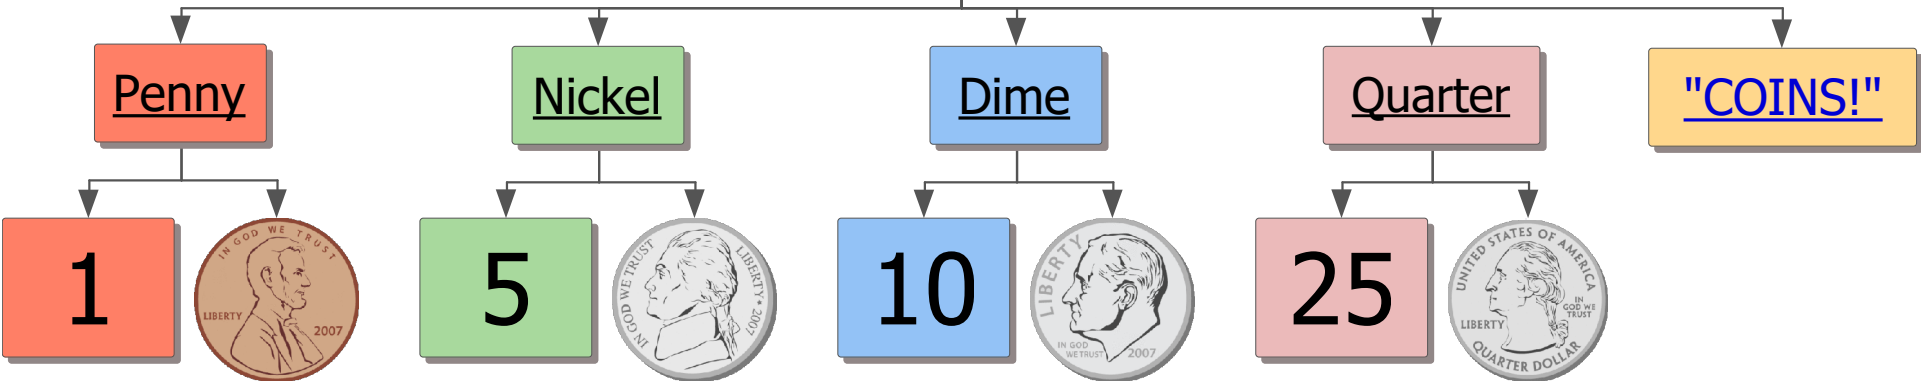 Penny
Nickel
Dime
Quarter
"COINS!"
1
IN GOD WE TRUST
LIBERTY
2007
5
IN GOD WE TRUST
LIBERTY • 2007
10
LIBERTY
IN GOD
WE TRUST
2007
25
UNITED STATES OF AMERICA
LIBERTY
IN
GOD WE
TRUST
QUARTER DOLLAR